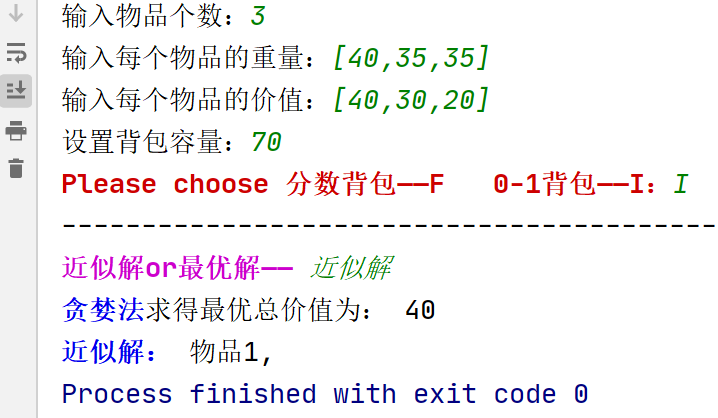 输入物品个数：3
输入每个物品的重量：[40,35,35]
输入每个物品的价值：[40,30,20]
设置背包容量：70
Please choose 分数背包——F   0-1背包——I：I
-----------------------------------------
近似解or最优解—— 近似解
贪婪法求得最优总价值为： 40
近似解： 物品1,
Process finished with exit code 0